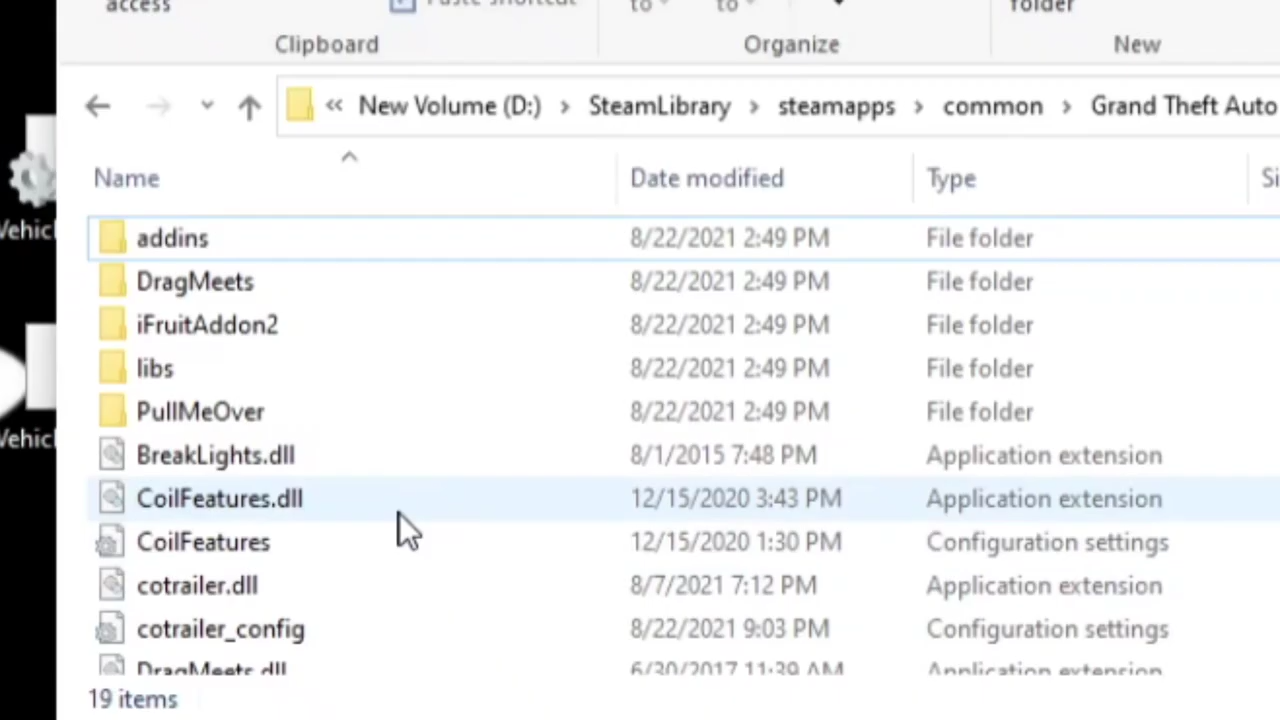 access Paste shortcut to to folder
Clipboard Organize New
« New Volume (D:) › SteamLibrary › steamapps › common › Grand Theft Auto
Name Date modified Type Si
addins 8/22/2021 2:49 PM File folder
DragMeets 8/22/2021 2:49 PM File folder
iFruitAddon2 8/22/2021 2:49 PM File folder
libs 8/22/2021 2:49 PM File folder
PullMeOver 8/22/2021 2:49 PM File folder
BreakLights.dll 8/1/2015 7:48 PM Application extension
CoilFeatures.dll 12/15/2020 3:43 PM Application extension
CoilFeatures 12/15/2020 1:30 PM Configuration settings
cotrailer.dll 8/7/2021 7:12 PM Application extension
cotrailer_config 8/22/2021 9:03 PM Configuration settings
DragMeets.dll 6/30/2017 11:39 AM Application extension
19 items
Vehicl
Vehicl